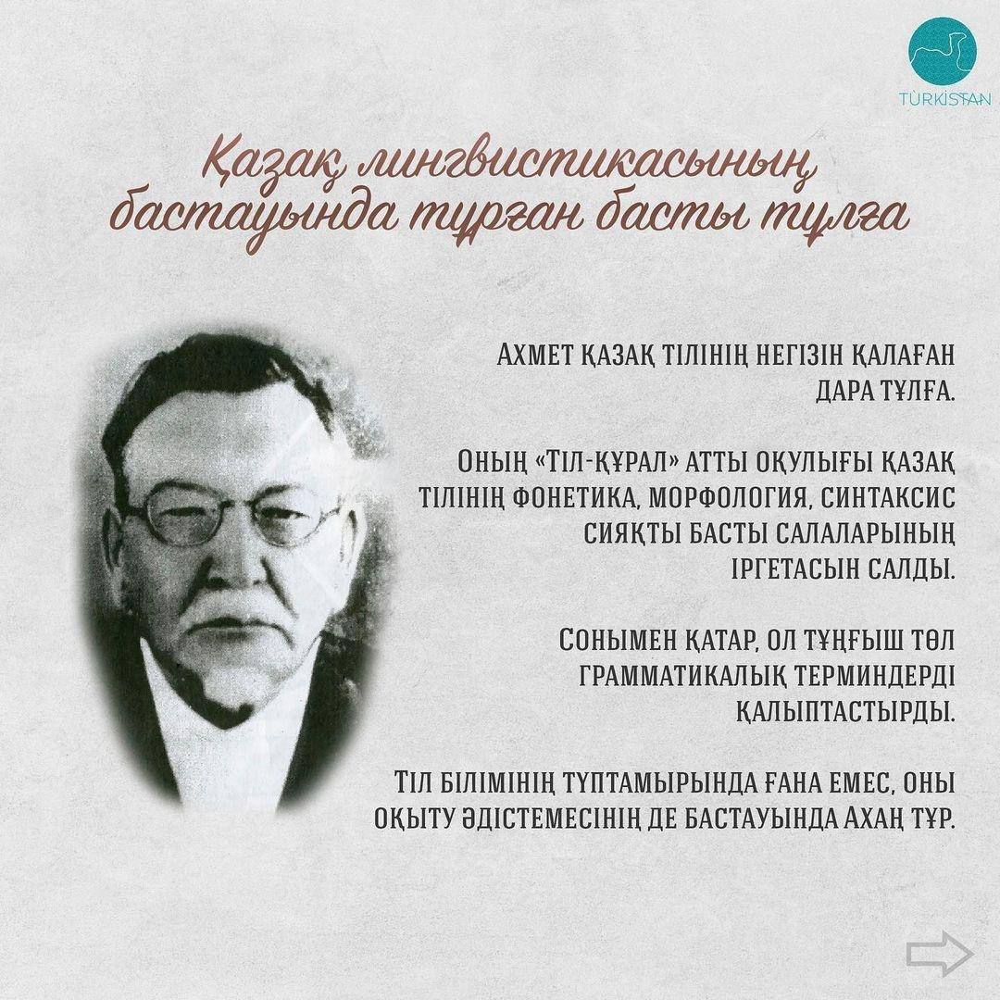 TÚRKISTAN
Қазақ лингвистикасының
бастауында тұрған басты тұлға
Ахмет қазақ тілінің негізін қалаған
дара тұлға.
Оның «Тіл-құрал» атты оқулығы қазақ
тілінің фонетика, морфология, синтаксис
сияқты басты салаларының
іргетасын салды.
Сонымен қатар, ол тұңғыш төл
грамматикалық терминдерді
қалыптастырды.
Тіл білімінің түптамырында ғана емес, оны
оқыту әдістемесінің де бастауында Ахаң тұр.